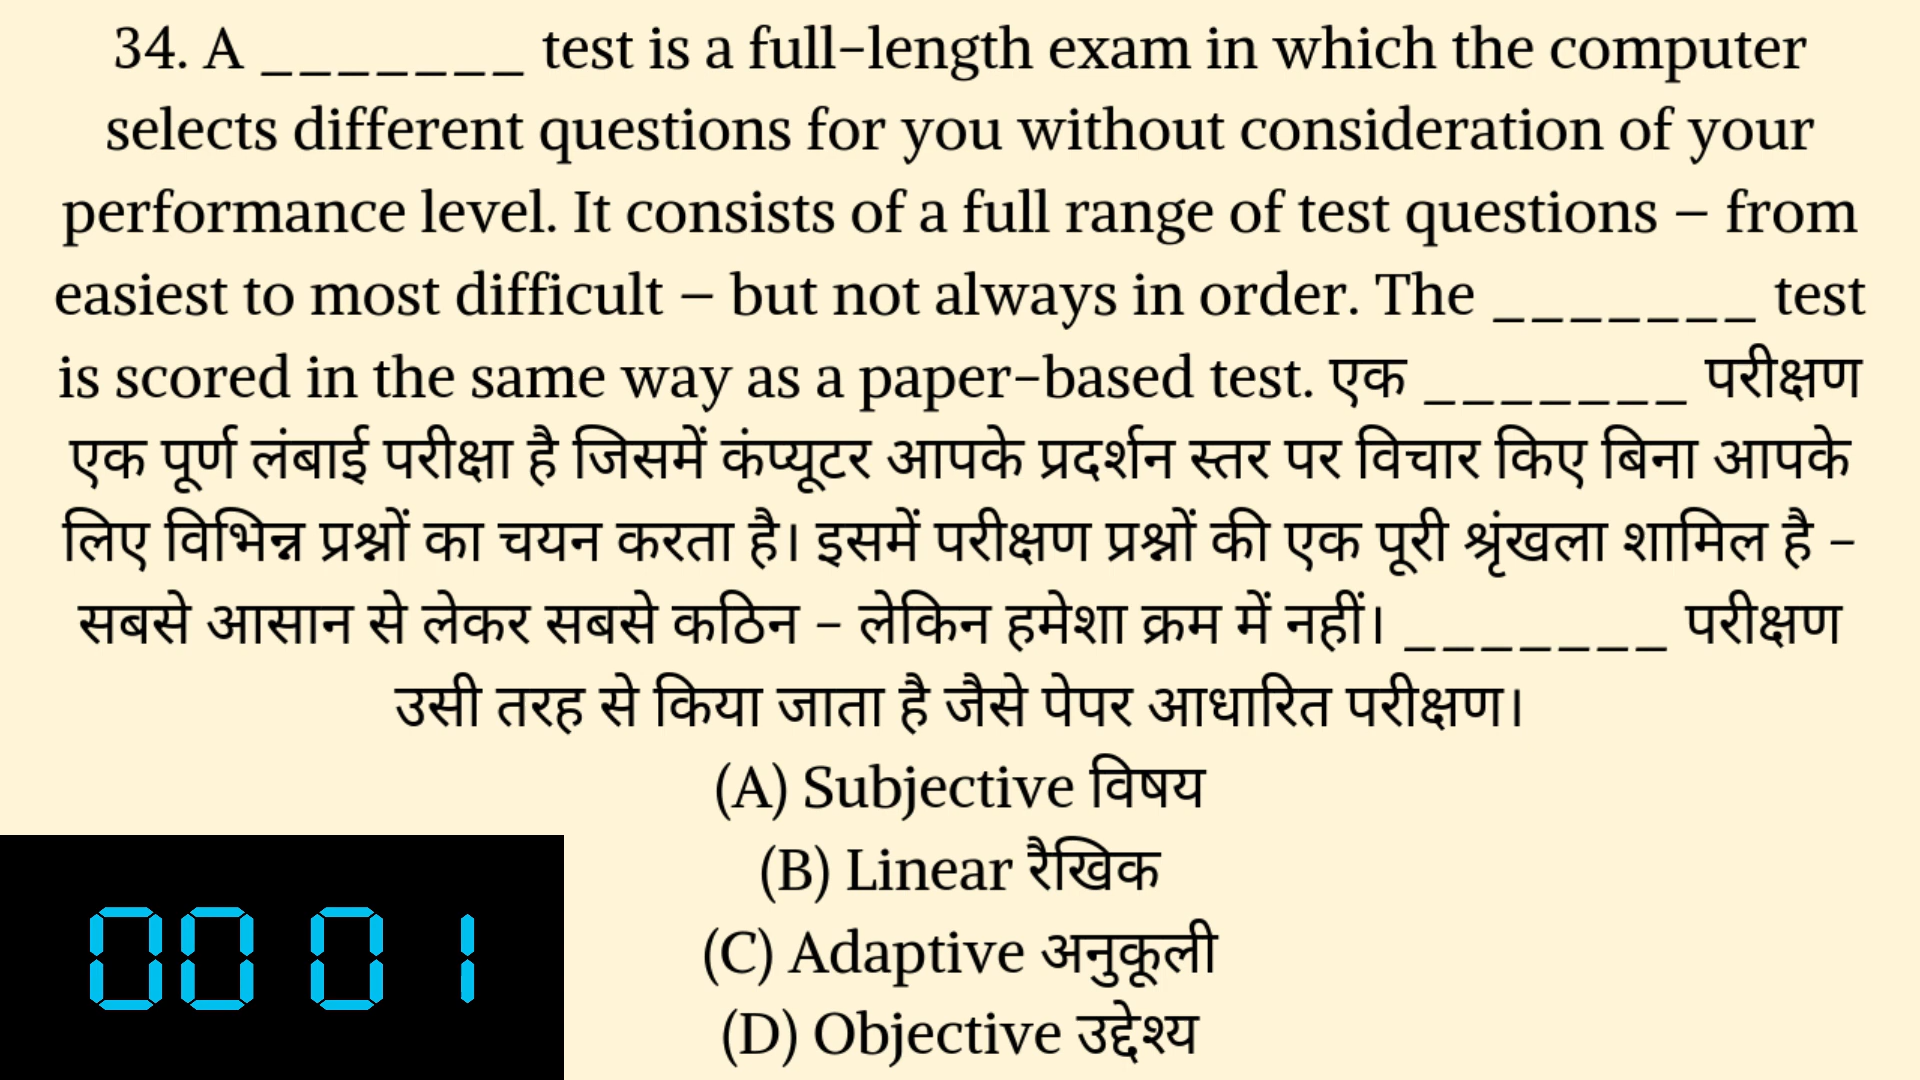 34. A _______ test is a full-length exam in which the computer
selects different questions for you without consideration of your
performance level. It consists of a full range of test questions – from
easiest to most difficult – but not always in order. The _______ test
is scored in the same way as a paper-based test. एक _______ परीक्षण
एक पूर्ण लंबाई परीक्षा है जिसमें कंप्यूटर आपके प्रदर्शन स्तर पर विचार किए बिना आपके
लिए विभिन्न प्रश्नों का चयन करता है। इसमें परीक्षण प्रश्नों की एक पूरी श्रृंखला शामिल है -
सबसे आसान से लेकर सबसे कठिन - लेकिन हमेशा क्रम में नहीं। _______ परीक्षण
उसी तरह से किया जाता है जैसे पेपर आधारित परीक्षण।
(A) Subjective विषय
(B) Linear रैखिक
(C) Adaptive अनुकूली
(D) Objective उद्देश्य
00 01